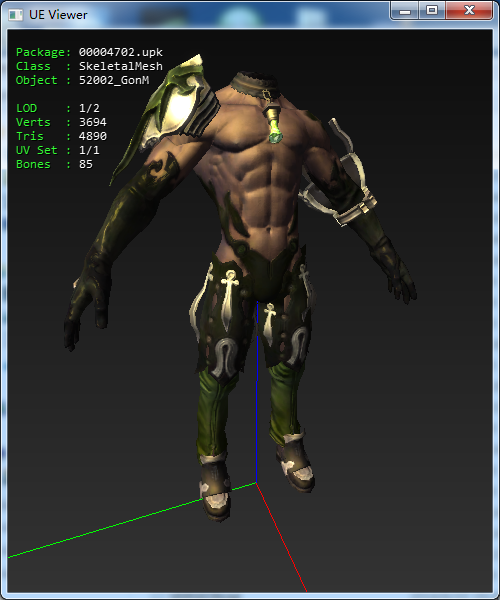 UE Viewer
Package: 00004702.upk
Class  : SkeletalMesh
Object : 52002_GonM
LOD    : 1/2
Verts  : 3694
Tris   : 4890
UV Set : 1/1
Bones  : 85